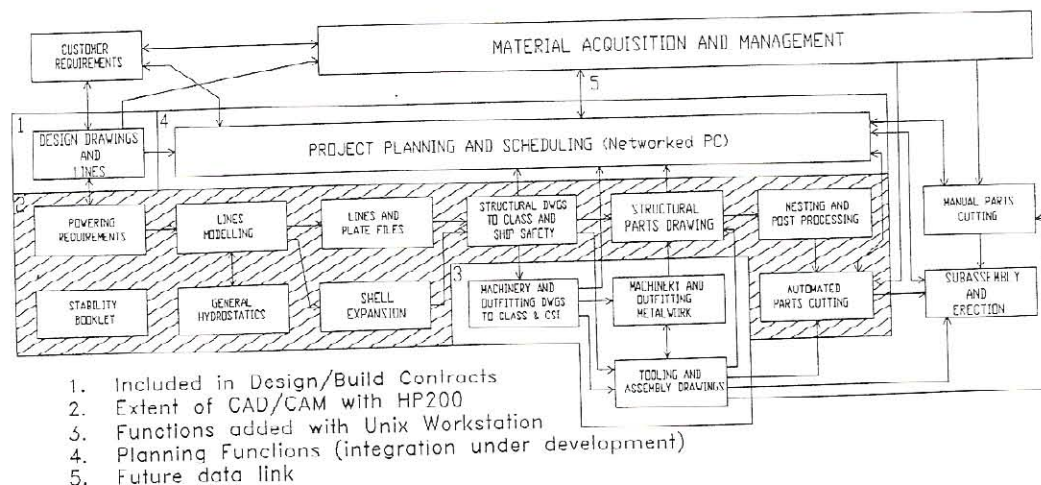 CUSTOMER
REQUIREMENTS
MATERIAL ACQUISITION AND MANAGEMENT
5
1
4
DESIGN DRAWINGS
AND
LINES
PROJECT PLANNING AND SCHEDULING (Networked PC)
2
POWERING
REQUIREMENTS
LINES
MODELLING
LINES AND
PLATE FILES
STRUCTURAL DWGS
TO CLASS AND
SHIP SAFETY
STRUCTURAL
PARTS DRAWING
NESTING AND
POST PROCESSING
MANUAL PARTS
CUTTING
STABILITY
BOOKLET
GENERAL
HYDROSTATICS
SHELL
EXPANSION
3
MACHINERY AND
OUTFITTING DWGS
TO CLASS & CSI
MACHINERY AND
OUTFITTING
METALWORK
AUTOMATED
PARTS CUTTING
SUBASSEMBLY
AND
ERECTION
TOOLING AND
ASSEMBLY DRAWINGS
1. Included in Design/Build Contracts
2. Extent of CAD/CAM with HP200
3. Functions added with Unix Workstation
4. Planning Functions (integration under development)
5. Future data link